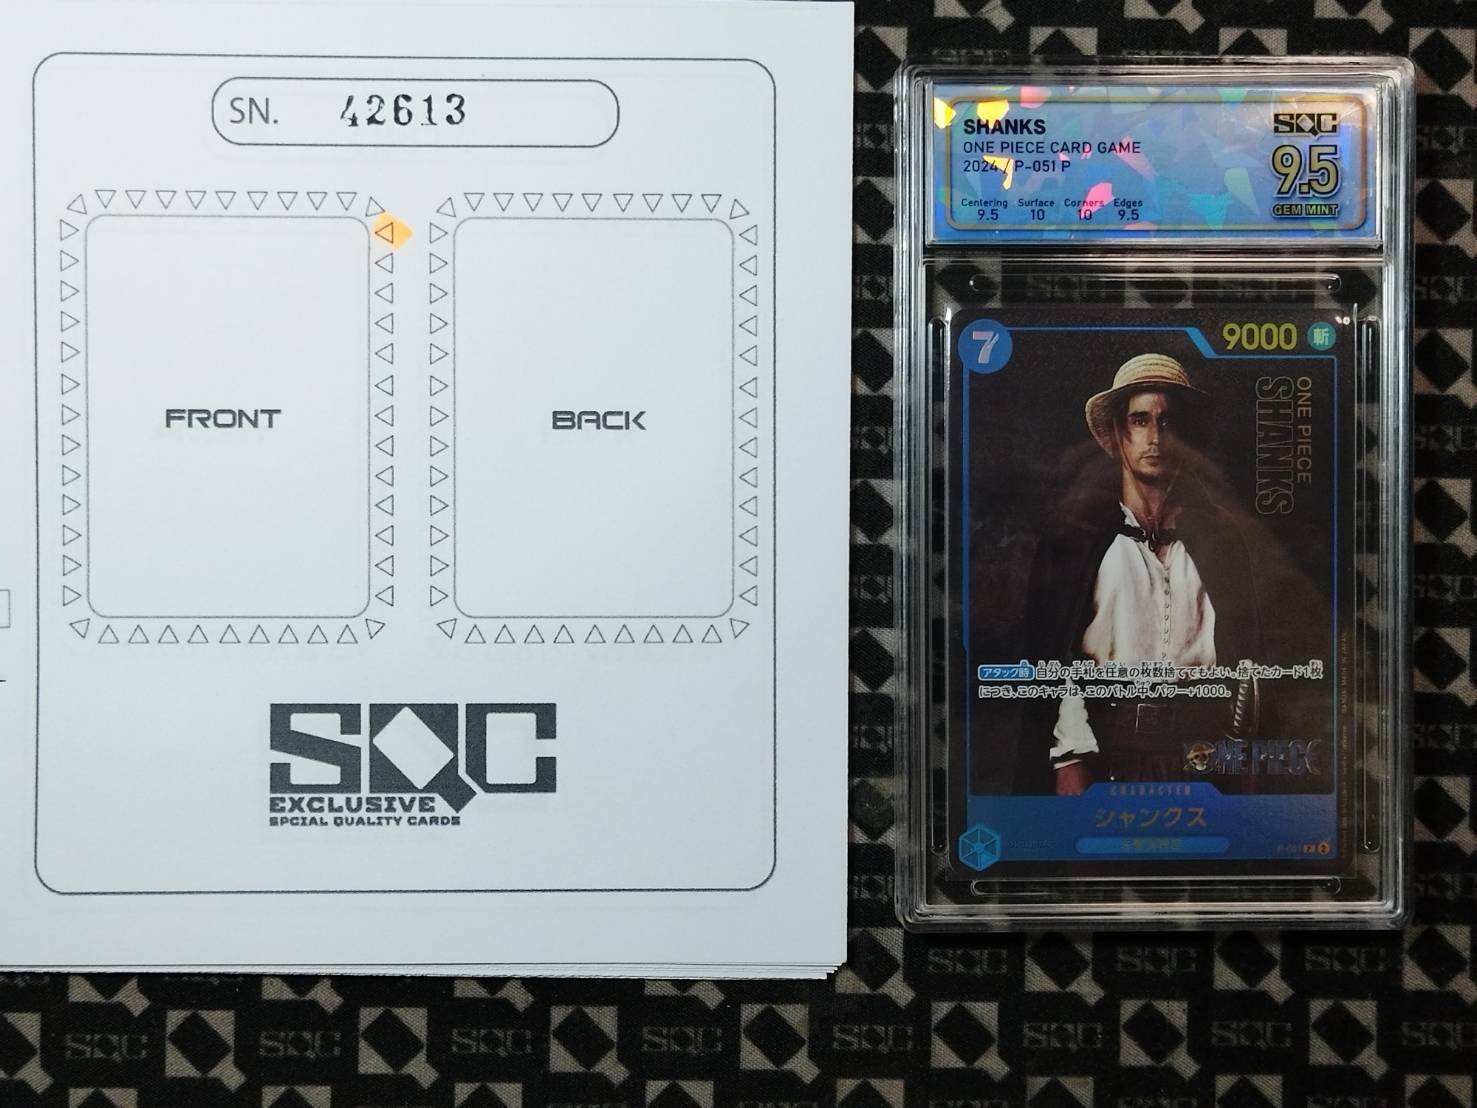 SN. 42613
FRONT
BACK
SQC
EXCLUSIVE
SPCIAL QUALITY CARDS
SHANKS
ONE PIECE CARD GAME
2024 / P-051 P
Centering Surface Corners Edges
9.5 10 10 9.5
SQC
9.5
GEM MINT
7
9000 斬
ONE PIECE
SHANKS
アタック時 自分の手札を任意の枚数捨ててもよい。捨てたカード1枚
につき、このキャラは、このバトル中、パワー+1000。
ONE PIECE
CHARACTER
シャンクス
P-051 P 2